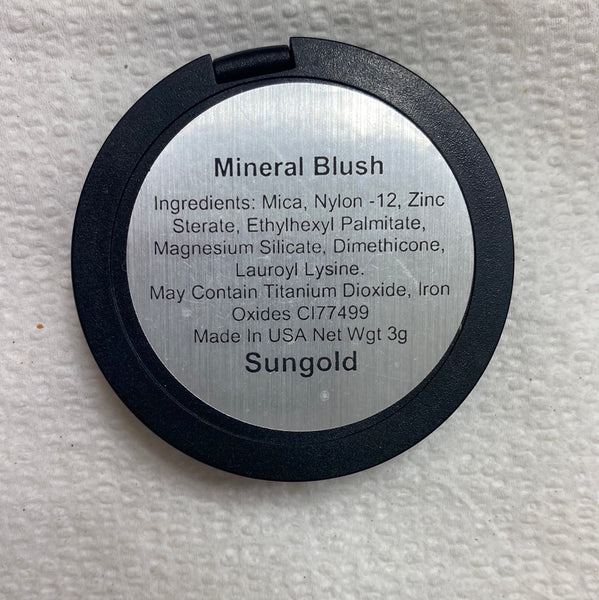 Mineral Blush
Ingredients: Mica, Nylon -12, Zinc
Sterate, Ethylhexyl Palmitate,
Magnesium Silicate, Dimethicone,
Lauroyl Lysine.
May Contain Titanium Dioxide, Iron
Oxides CI77499
Made In USA Net Wgt 3g
Sungold